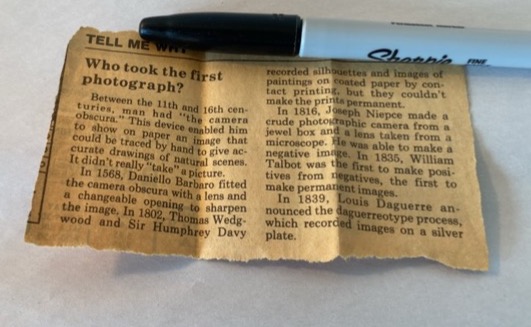 TELL ME WHY
Who took the first
photograph?
Between the 11th and 16th cen-
turies, man had "the camera
obscura." This device enabled him
to show on paper an image that
could be traced by hand to give ac-
curate drawings of natural scenes.
It didn't really "take" a picture.
In 1568, Daniello Barbaro fitted
the camera obscura with a lens and
a changeable opening to sharpen
the image. In 1802, Thomas Wedg-
wood and Sir Humphrey Davy
recorded silhouettes and images of
paintings on coated paper by con-
tact printing, but they couldn't
make the prints permanent.
In 1816, Joseph Niepce made a
crude photographic camera from a
jewel box and a lens taken from a
microscope. He was able to make a
negative image. In 1835, William
Talbot was the first to make posi-
tives from negatives, the first to
make permanent images.
In 1839, Louis Daguerre an-
nounced the daguerreotype process,
which recorded images on a silver
plate.
Sharpie FINE